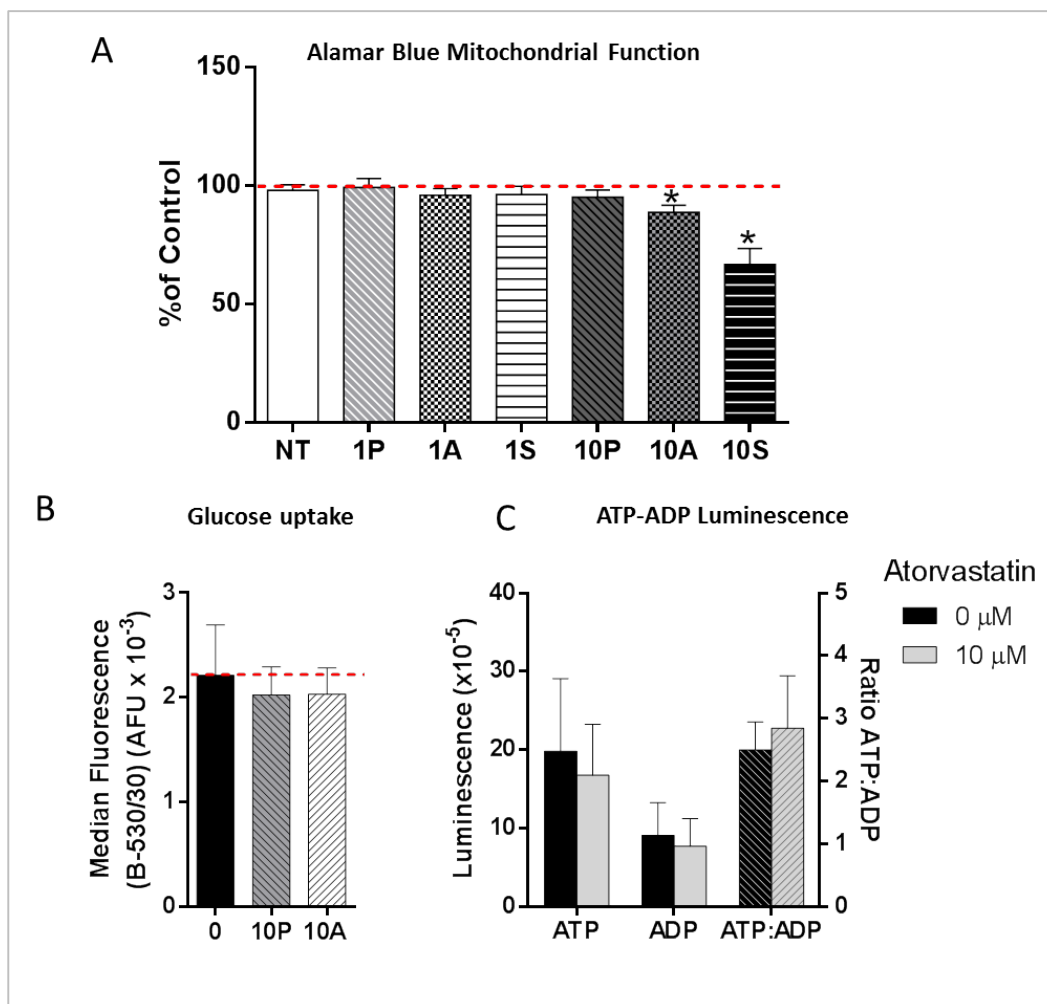 A
Alamar Blue Mitochondrial Function
%of Control
150
100
50
0
*
*
NT 1P 1A 1S 10P 10A 10S
B
Glucose uptake
Median Fluorescence
(B-530/30) (AFU x 10-3)
3
2
1
0
0 10P 10A
C
ATP-ADP Luminescence
Luminescence (x10-5)
40
30
20
10
0
ATP ADP ATP:ADP
5
4
3
2
1
0
Ratio ATP:ADP
Atorvastatin
0 μM
10 μM